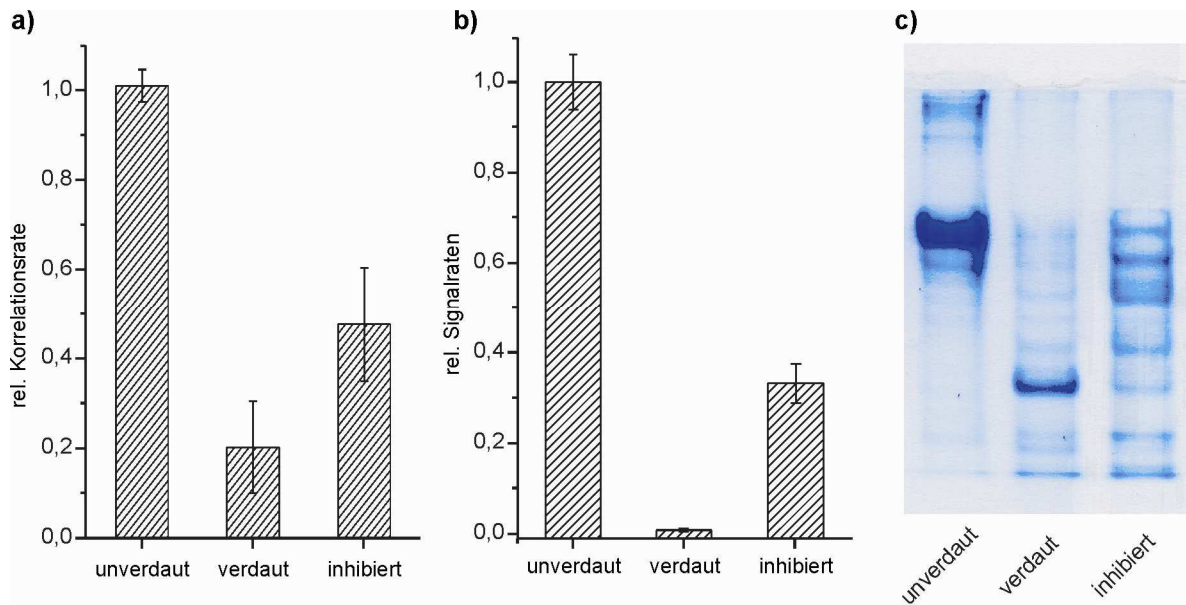 a)
rel. Korrelationsrate
1,0
0,8
0,6
0,4
0,2
0,0
unverdaut verdaut inhibiert
b)
rel. Signalraten
1,0
0,8
0,6
0,4
0,2
0,0
unverdaut verdaut inhibiert
c)
unverdaut
verdaut
inhibiert